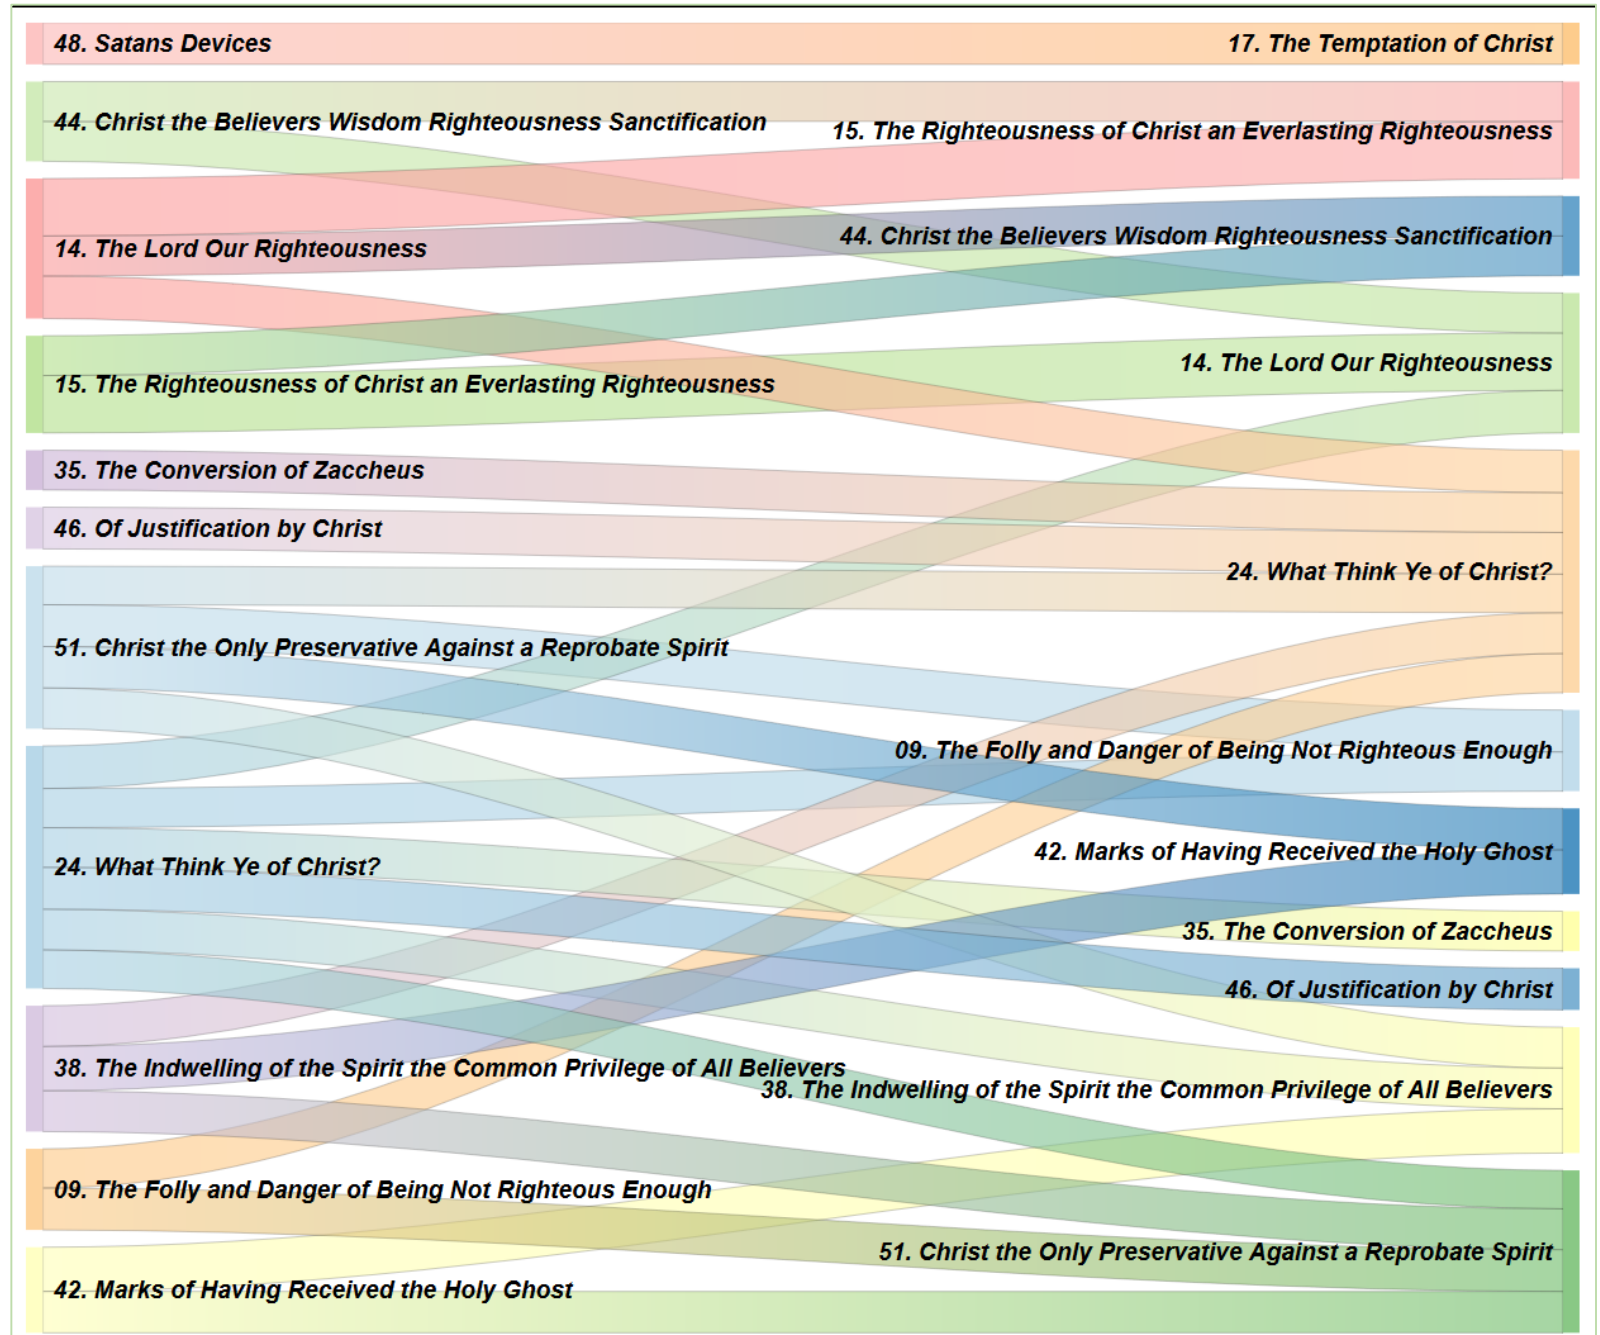 48. Satans Devices
17. The Temptation of Christ
44. Christ the Believers Wisdom Righteousness Sanctification
15. The Righteousness of Christ an Everlasting Righteousness
14. The Lord Our Righteousness
44. Christ the Believers Wisdom Righteousness Sanctification
15. The Righteousness of Christ an Everlasting Righteousness
14. The Lord Our Righteousness
35. The Conversion of Zaccheus
46. Of Justification by Christ
24. What Think Ye of Christ?
51. Christ the Only Preservative Against a Reprobate Spirit
09. The Folly and Danger of Being Not Righteous Enough
24. What Think Ye of Christ?
42. Marks of Having Received the Holy Ghost
35. The Conversion of Zaccheus
46. Of Justification by Christ
38. The Indwelling of the Spirit the Common Privilege of All Believers
38. The Indwelling of the Spirit the Common Privilege of All Believers
09. The Folly and Danger of Being Not Righteous Enough
51. Christ the Only Preservative Against a Reprobate Spirit
42. Marks of Having Received the Holy Ghost